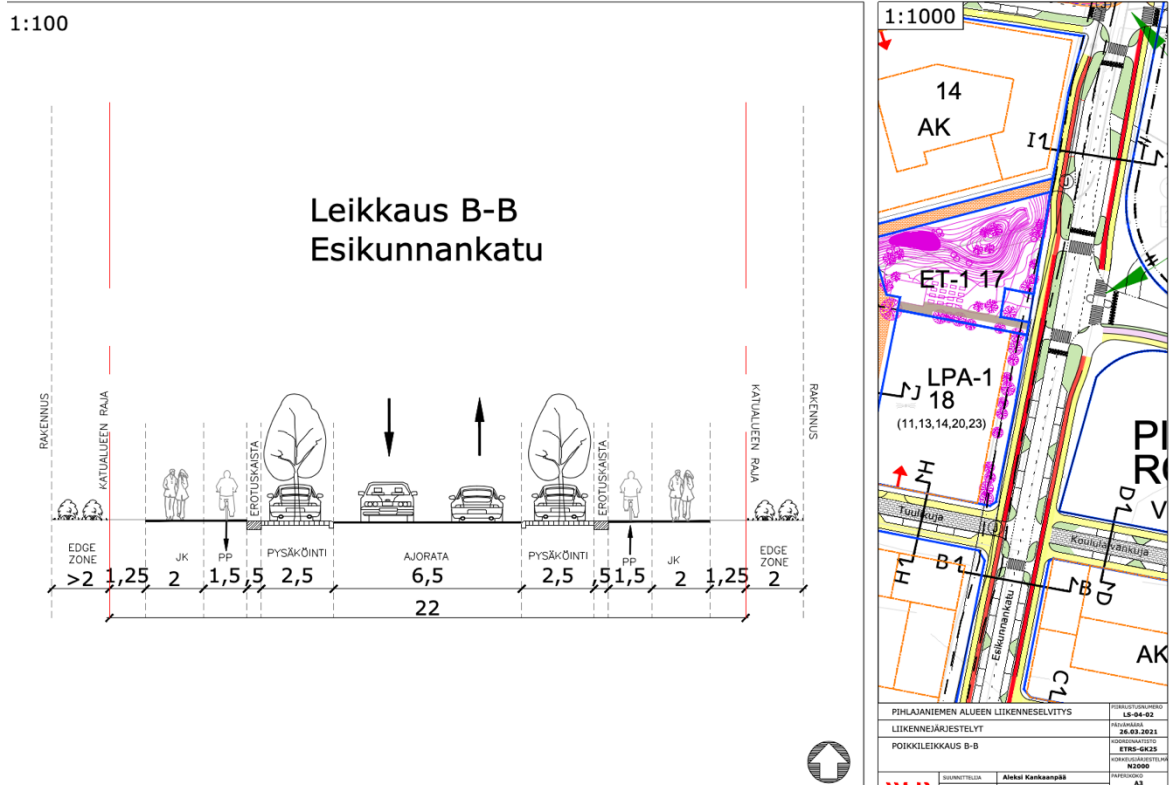 1:100
Leikkaus B-B
Esikunnankatu
RAKENNUS
KATUALUEEN RAJA
EROTUSKAISTA
EROTUSKAISTA
KATUALUEEN RAJA
RAKENNUS
EDGE ZONE
JK
PP
PYSÄKÖINTI
AJORATA
PYSÄKÖINTI
PP
JK
EDGE ZONE
>2 1,25 2 1,5 ,5 2,5 6,5 2,5 ,5 1,5 2 1,25 2
22
1:1000
14
AK
I
ET-1 17
LPA-1
18
(11,13,14,20,23)
J
H
Tuulikuja
H
B
B
D
D
Esikunnankatu
AK
C
PIHLAJANIEMEN ALUEEN LIIKENNESELVITYS
LIIKENNEJÄRJESTELYT
POIKKILEIKKAUS B-B
PIIRUSTUSNUMERO
LS-04-02
PÄIVÄMÄÄRÄ
26.03.2021
KOORDINAATISTO
ETRS-GK25
N2000
PAPERIKOKO
A3
SUUNNITTELIJA Aleksi Kankaanpää